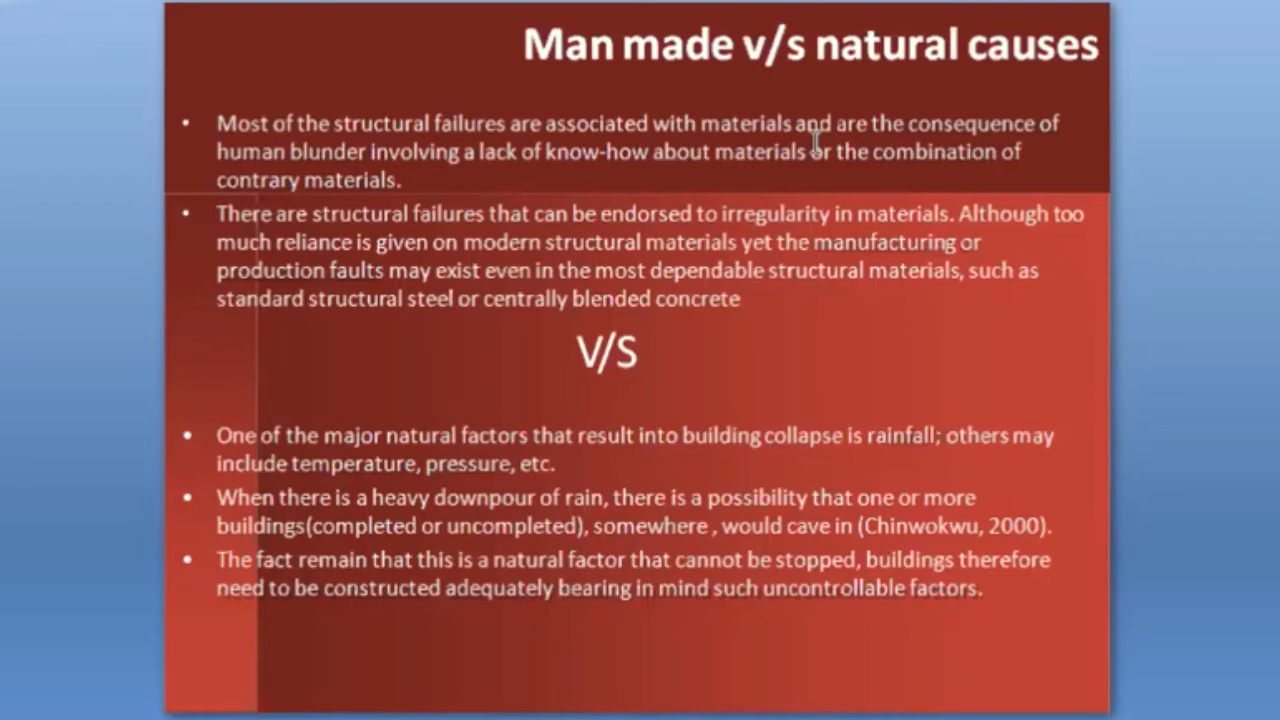 Man made v/s natural causes
• Most of the structural failures are associated with materials and are the consequence of
human blunder involving a lack of know-how about materials or the combination of
contrary materials.
• There are structural failures that can be endorsed to irregularity in materials. Although too
much reliance is given on modern structural materials yet the manufacturing or
production faults may exist even in the most dependable structural materials, such as
standard structural steel or centrally blended concrete
V/S
• One of the major natural factors that result into building collapse is rainfall; others may
include temperature, pressure, etc.
• When there is a heavy downpour of rain, there is a possibility that one or more
buildings(completed or uncompleted), somewhere , would cave in (Chinwokwu, 2000).
• The fact remain that this is a natural factor that cannot be stopped, buildings therefore
need to be constructed adequately bearing in mind such uncontrollable factors.